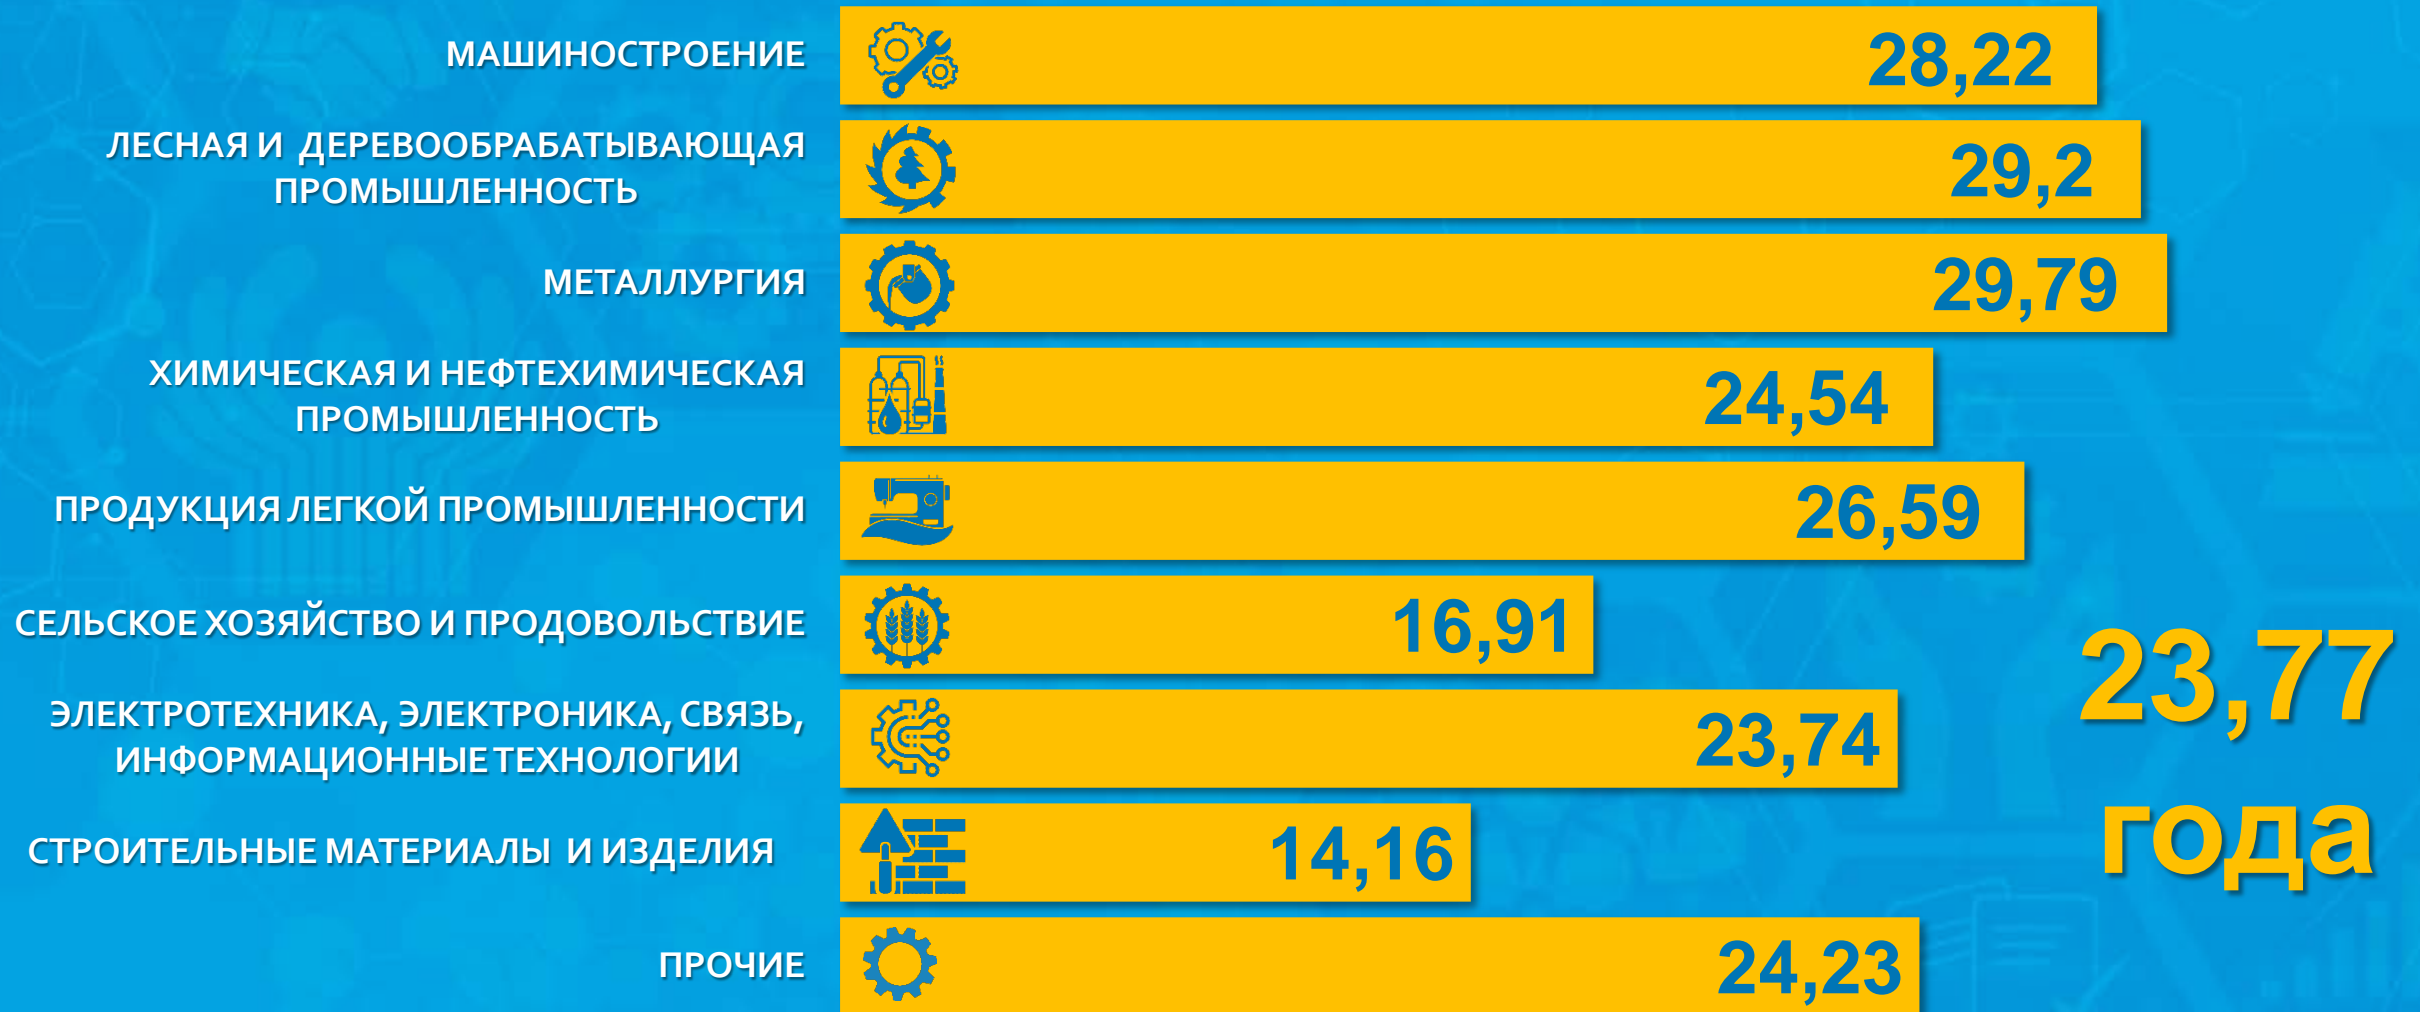 МАШИНОСТРОЕНИЕ
28,22
ЛЕСНАЯ И ДЕРЕВООБРАБАТЫВАЮЩАЯ
ПРОМЫШЛЕННОСТЬ
29,2
МЕТАЛЛУРГИЯ
29,79
ХИМИЧЕСКАЯ И НЕФТЕХИМИЧЕСКАЯ
ПРОМЫШЛЕННОСТЬ
24,54
ПРОДУКЦИЯ ЛЕГКОЙ ПРОМЫШЛЕННОСТИ
26,59
СЕЛЬСКОЕ ХОЗЯЙСТВО И ПРОДОВОЛЬСТВИЕ
16,91
ЭЛЕКТРОТЕХНИКА, ЭЛЕКТРОНИКА, СВЯЗЬ,
ИНФОРМАЦИОННЫЕ ТЕХНОЛОГИИ
23,74
СТРОИТЕЛЬНЫЕ МАТЕРИАЛЫ И ИЗДЕЛИЯ
14,16
ПРОЧИЕ
24,23
23,77
года